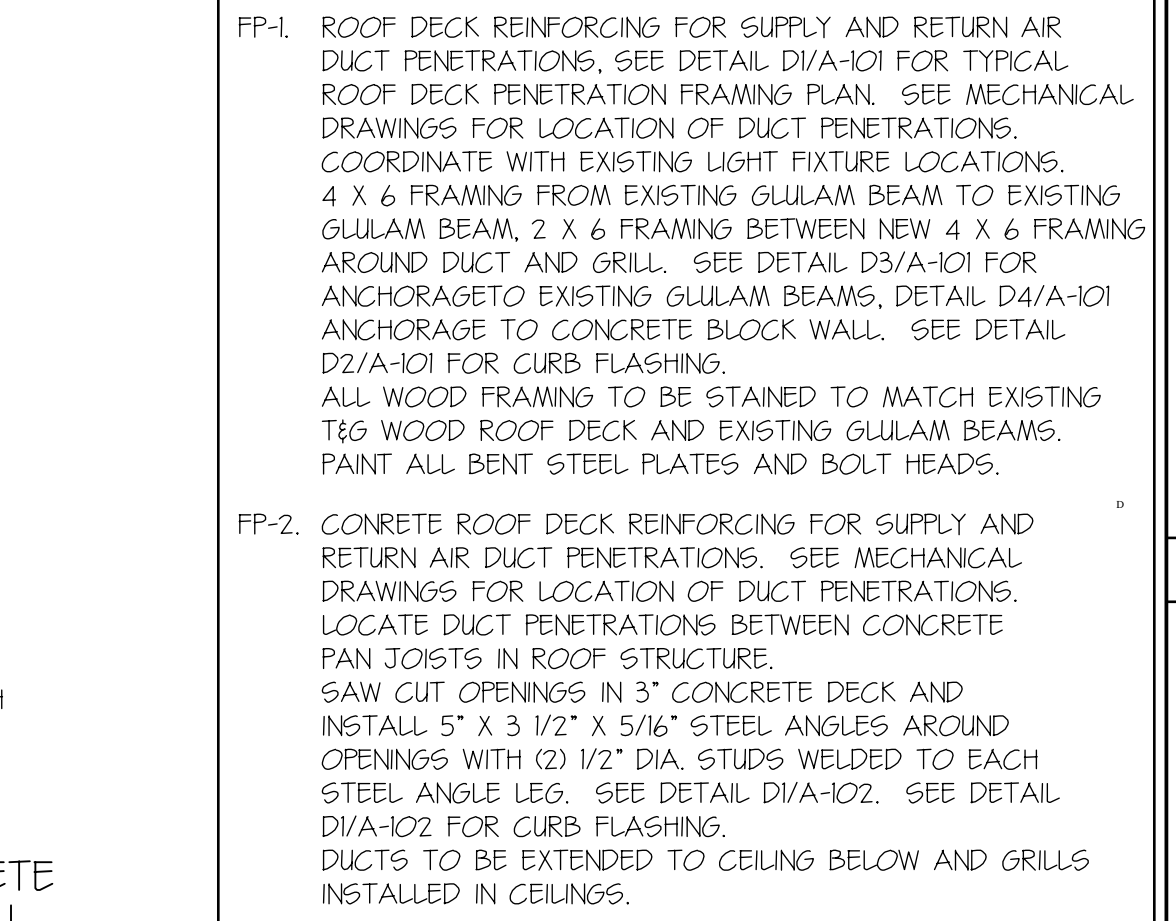 FP-1. ROOF DECK REINFORCING FOR SUPPLY AND RETURN AIR
DUCT PENETRATIONS, SEE DETAIL D1/A-101 FOR TYPICAL
ROOF DECK PENETRATION FRAMING PLAN. SEE MECHANICAL
DRAWINGS FOR LOCATION OF DUCT PENETRATIONS.
COORDINATE WITH EXISTING LIGHT FIXTURE LOCATIONS.
4 X 6 FRAMING FROM EXISTING GLULAM BEAM TO EXISTING
GLULAM BEAM, 2 X 6 FRAMING BETWEEN NEW 4 X 6 FRAMING
AROUND DUCT AND GRILL. SEE DETAIL D3/A-101 FOR
ANCHORAGETO EXISTING GLULAM BEAMS, DETAIL D4/A-101
ANCHORAGE TO CONCRETE BLOCK WALL. SEE DETAIL
D2/A-101 FOR CURB FLASHING.
ALL WOOD FRAMING TO BE STAINED TO MATCH EXISTING
T&G WOOD ROOF DECK AND EXISTING GLULAM BEAMS.
PAINT ALL BENT STEEL PLATES AND BOLT HEADS.
D
FP-2. CONRETE ROOF DECK REINFORCING FOR SUPPLY AND
RETURN AIR DUCT PENETRATIONS. SEE MECHANICAL
DRAWINGS FOR LOCATION OF DUCT PENETRATIONS.
LOCATE DUCT PENETRATIONS BETWEEN CONCRETE
PAN JOISTS IN ROOF STRUCTURE.
SAW CUT OPENINGS IN 3" CONCRETE DECK AND
INSTALL 5" X 3 1/2" X 5/16" STEEL ANGLES AROUND
OPENINGS WITH (2) 1/2" DIA. STUDS WELDED TO EACH
STEEL ANGLE LEG. SEE DETAIL D1/A-102. SEE DETAIL
D1/A-102 FOR CURB FLASHING.
DUCTS TO BE EXTENDED TO CEILING BELOW AND GRILLS
INSTALLED IN CEILINGS.
H
ETE